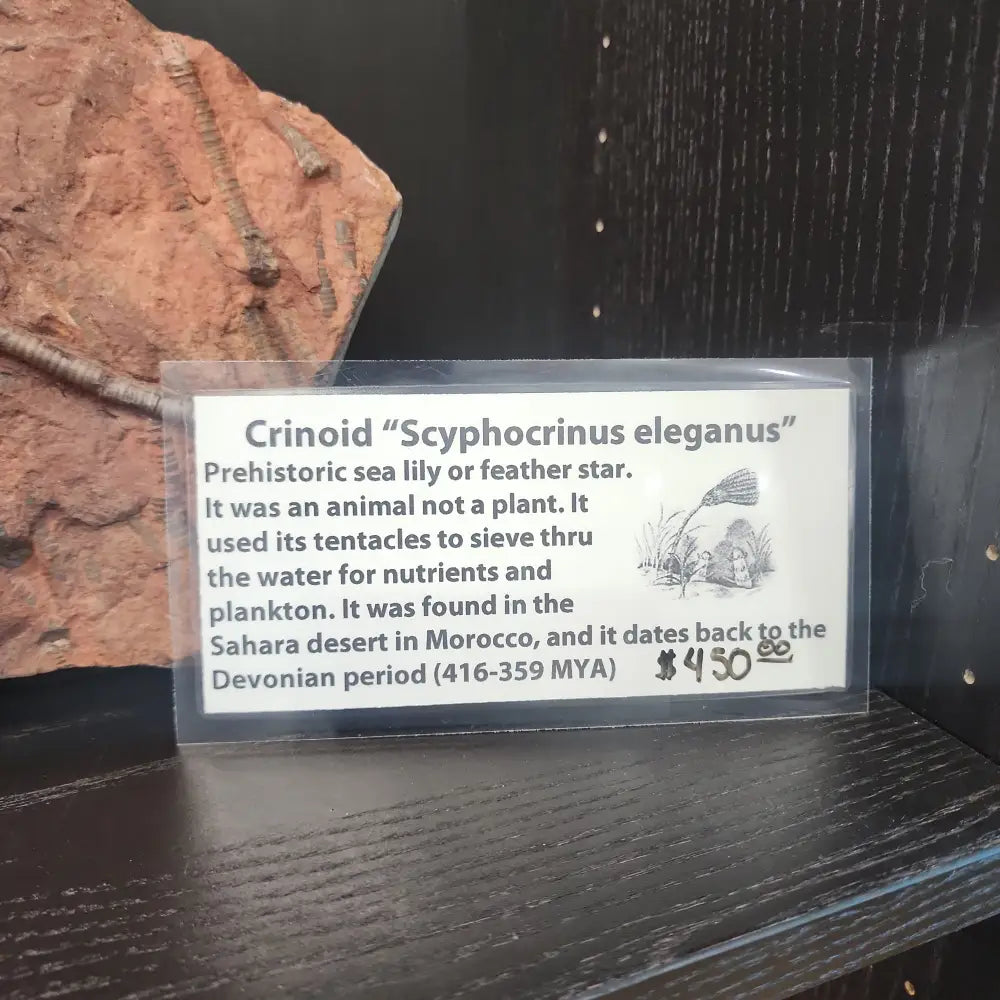 Crinoid “Scyphocrinus eleganus”
Prehistoric sea lily or feather star.
It was an animal not a plant. It
used its tentacles to sieve thru
the water for nutrients and
plankton. It was found in the
Sahara desert in Morocco, and it dates back to the
Devonian period (416-359 MYA) $450.00